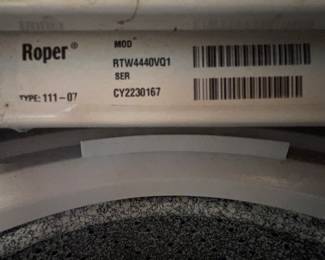 Roper®
MOD
RTW4440VQ1
SER
TYPE: 111-07
CY2230167